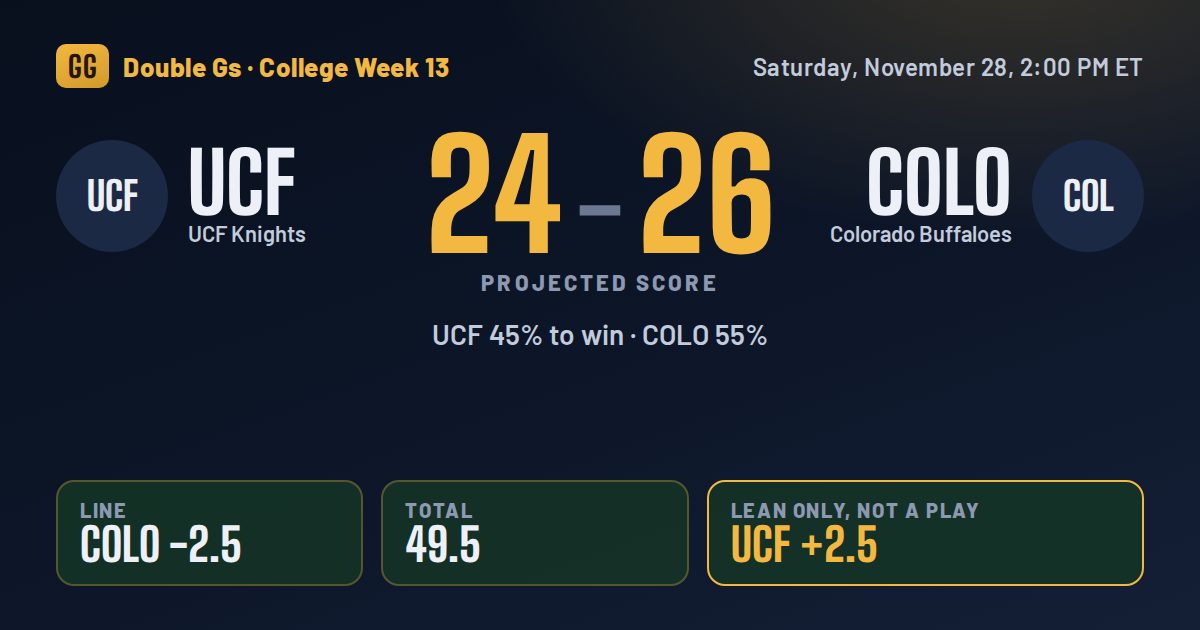 GG
Double Gs · College Week 13
Saturday, November 28, 2:00 PM ET
UCF
UCF
UCF Knights
24 – 26
PROJECTED SCORE
UCF 45% to win · COLO 55%
COLO
Colorado Buffaloes
COL
LINE
COLO −2.5
TOTAL
49.5
LEAN ONLY, NOT A PLAY
UCF +2.5